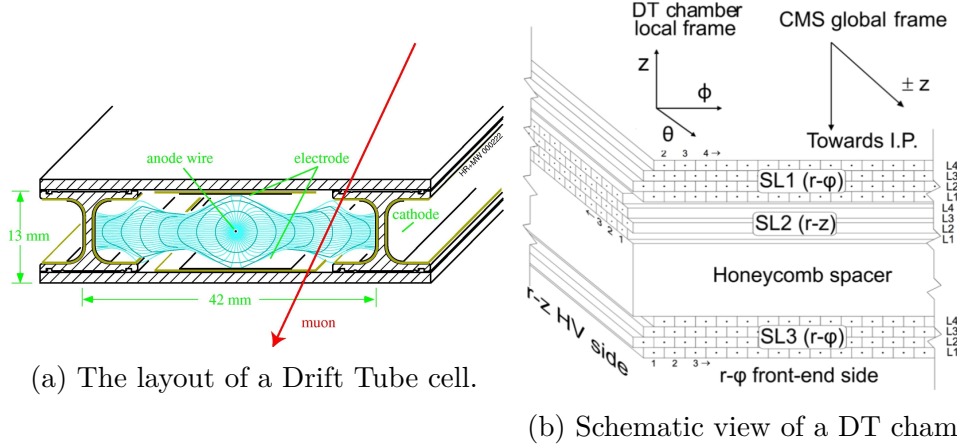 anode wire
electrode
HR+MW 000222
cathode
13 mm
42 mm
muon
(a) The layout of a Drift Tube cell.
DT chamber
local frame
CMS global frame
z
ϕ
θ
± z
Towards I.P.
2 3 4→
SL1 (r-φ)
L4
L3
L2
L1
SL2 (r-z)
L4
L3
L2
L1
← 3 2 1
Honeycomb spacer
SL3 (r-φ)
L4
L3
L2
L1
1 2 3→
r-z HV side
r-φ front-end side
(b) Schematic view of a DT cham